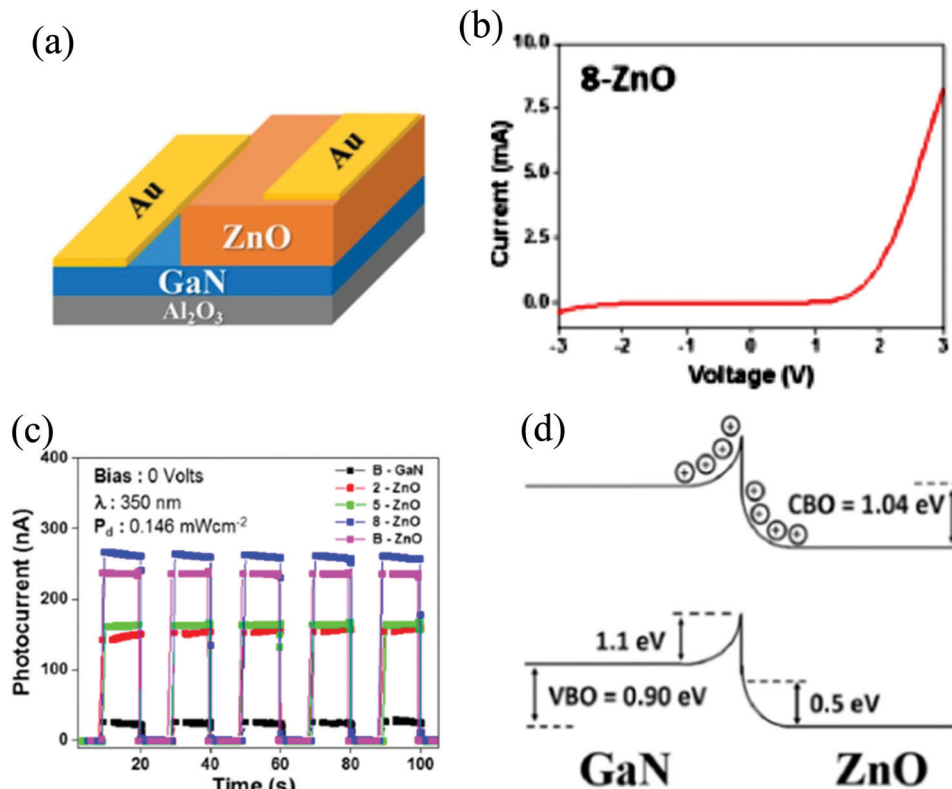 (a)
Au
Au
ZnO
GaN
Al₂O₃
(b)
8-ZnO
10.0
7.5
5.0
2.5
0.0
Current (mA)
-3
-2
-1
0
1
2
3
Voltage (V)
(c)
400
300
200
100
0
Photocurrent (nA)
Bias : 0 Volts
λ : 350 nm
P_d : 0.146 mWcm⁻²
B - GaN
2 - ZnO
5 - ZnO
8 - ZnO
B - ZnO
20
40
60
80
100
Time (s)
(d)
CBO = 1.04 eV
1.1 eV
VBO = 0.90 eV
0.5 eV
GaN
ZnO